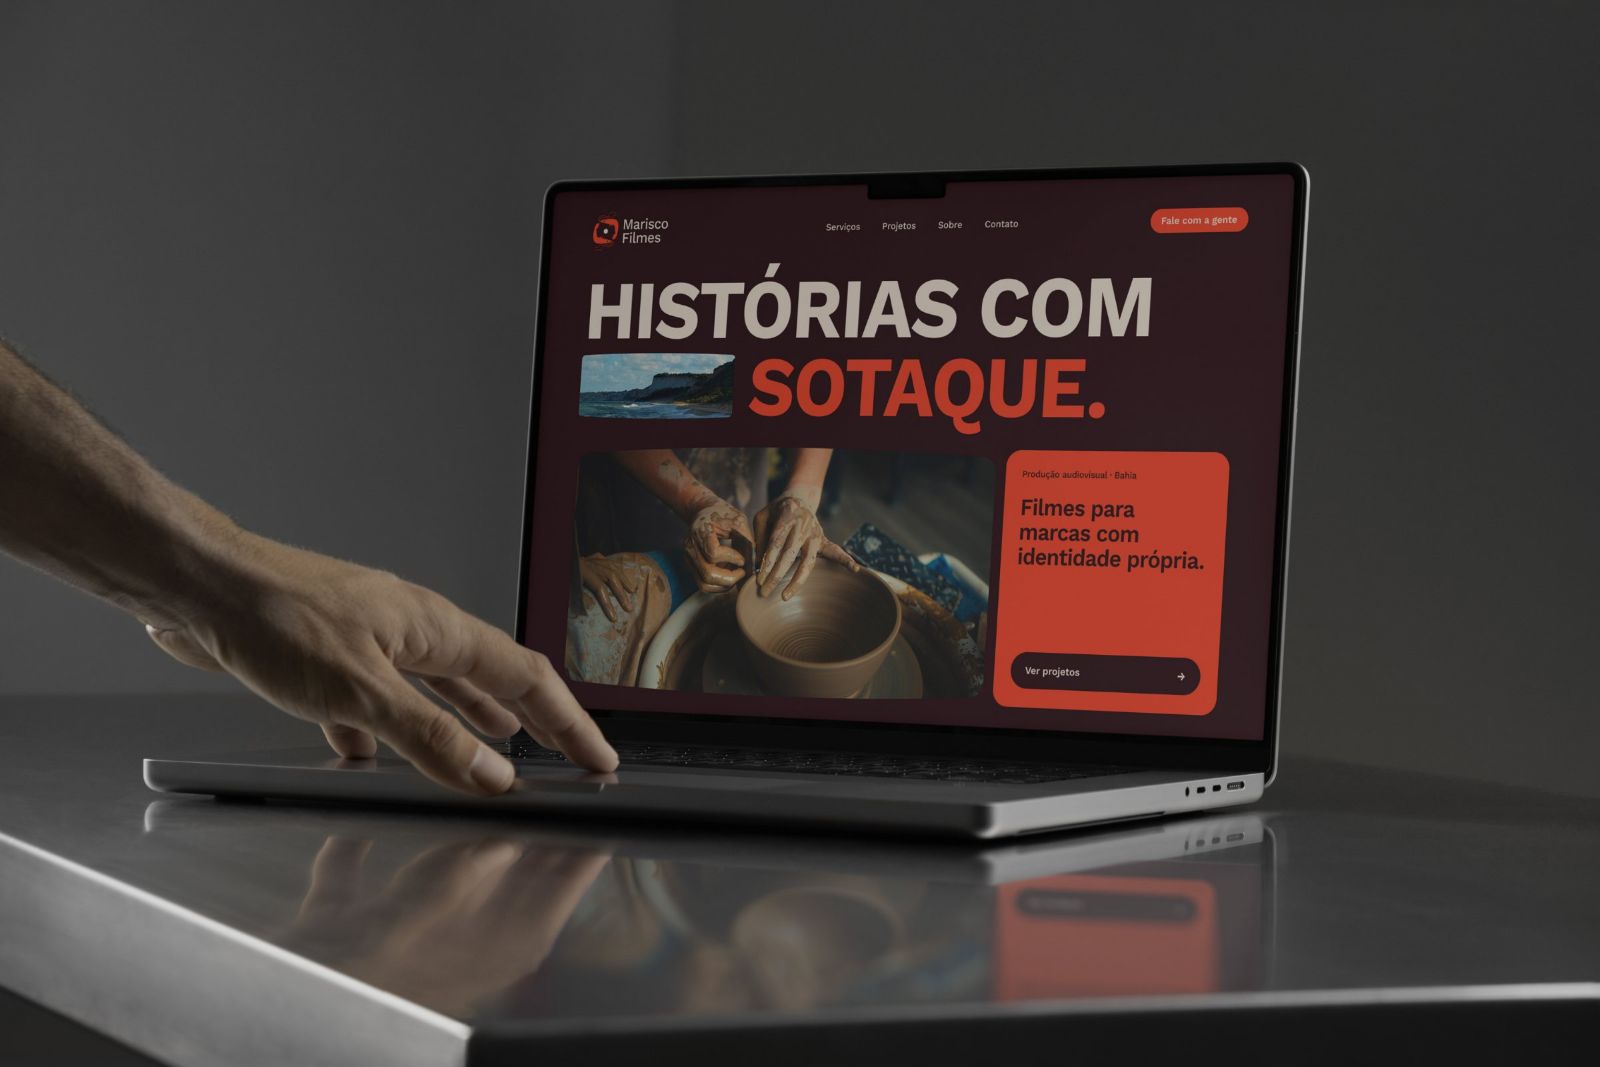 Marisco
Filmes
Serviços
Projetos
Sobre
Contato
Fale com a gente
HISTÓRIAS COM
SOTAQUE.
Produção audiovisual · Bahia
Filmes para
marcas com
identidade própria.
Ver projetos →